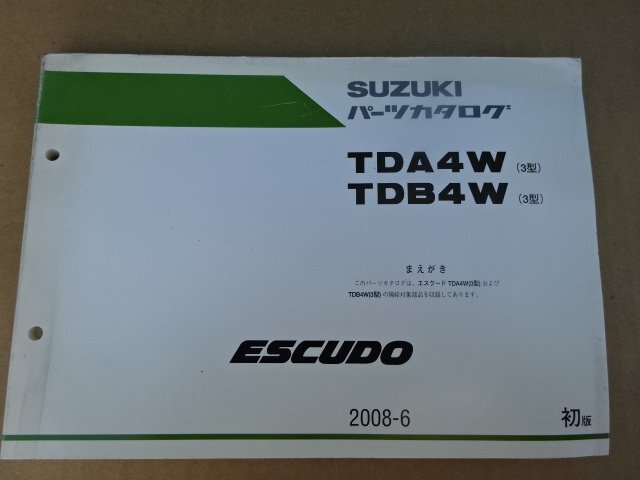 SUZUKI
パーツカタログ
TDA4W (3型)
TDB4W (3型)
まえがき
このパーツカタログは、エスクード TDA4W(3型) および
TDB4W(3型) の補給対象部品を収録してあります。
ESCUDO
2008-6 初版